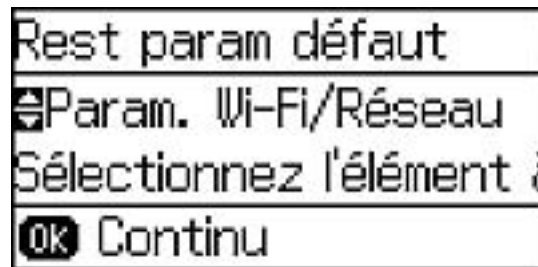 Rest param défaut
Param. Wi-Fi/Réseau
Sélectionnez l'élément à
OK Continu